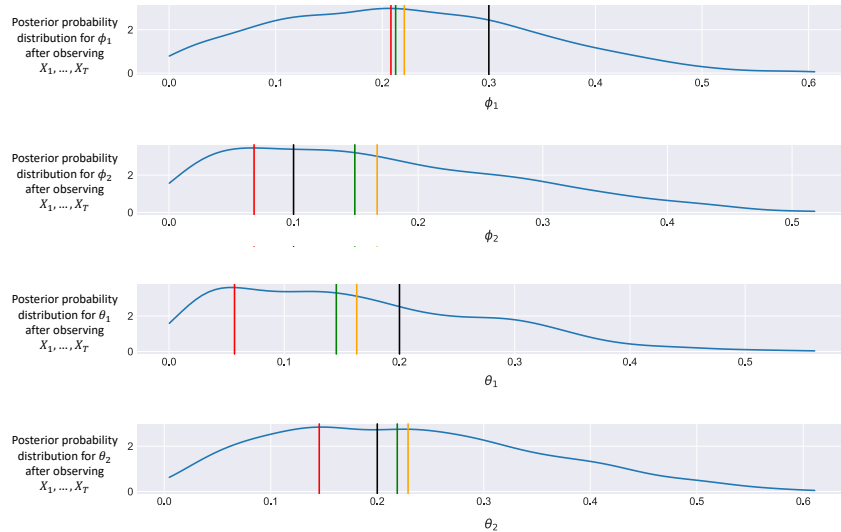 Posterior probability
distribution for ϕ₁
after observing
X₁, … , X_T
2
0
0.0 0.1 0.2 0.3 0.4 0.5 0.6
ϕ₁
Posterior probability
distribution for ϕ₂
after observing
X₁, … , X_T
2
0
0.0 0.1 0.2 0.3 0.4 0.5
ϕ₂
Posterior probability
distribution for θ₁
after observing
X₁, … , X_T
2
0
0.0 0.1 0.2 0.3 0.4 0.5
θ₁
Posterior probability
distribution for θ₂
after observing
X₁, … , X_T
2
0
0.0 0.1 0.2 0.3 0.4 0.5 0.6
θ₂